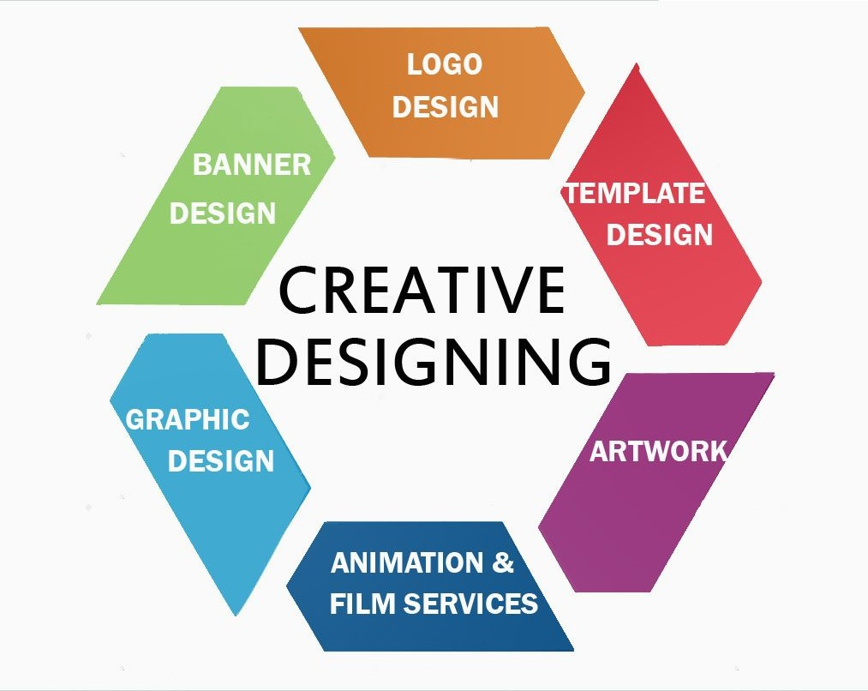 LOGO
DESIGN
TEMPLATE
DESIGN
ARTWORK
ANIMATION &
FILM SERVICES
GRAPHIC
DESIGN
BANNER
DESIGN
CREATIVE
DESIGNING